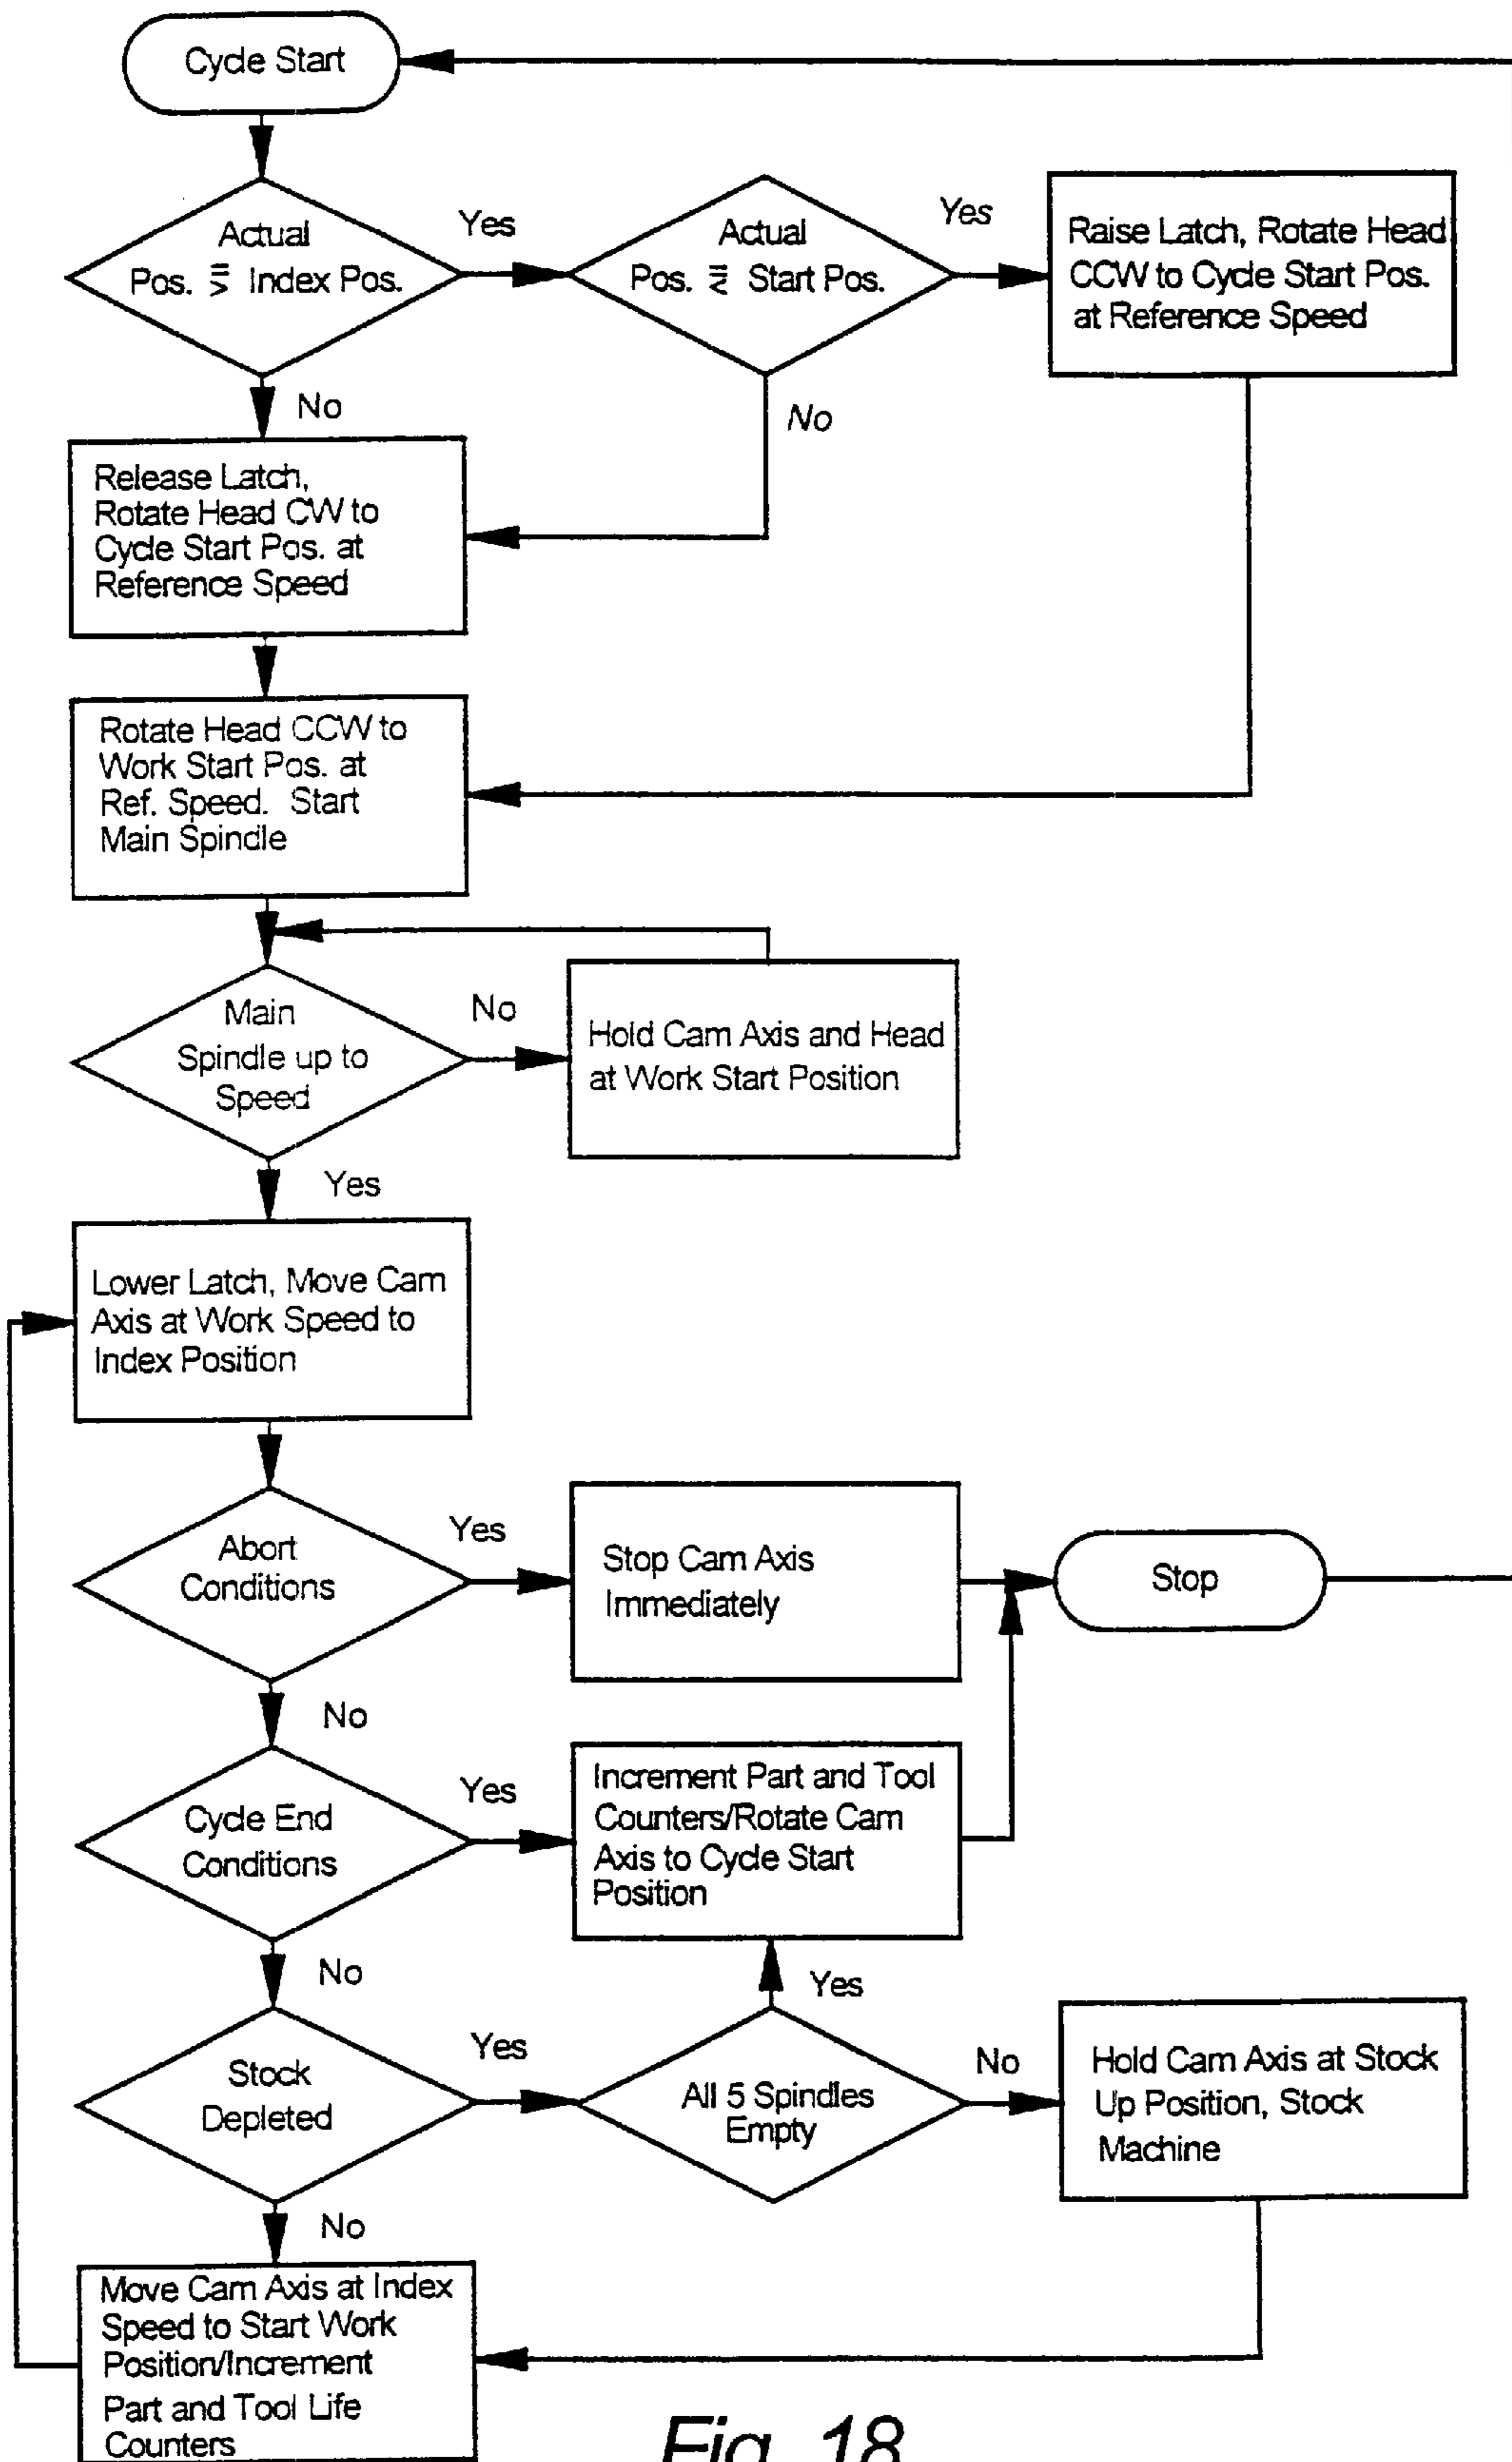 Cycle Start
Actual
Pos. ⋝ Index Pos.
Yes
Actual
Pos. ⋜ Start Pos.
Yes
Raise Latch, Rotate Head
CCW to Cycle Start Pos.
at Reference Speed
No
No
Release Latch,
Rotate Head CW to
Cycle Start Pos. at
Reference Speed
Rotate Head CCW to
Work Start Pos. at
Ref. Speed. Start
Main Spindle
Main
Spindle up to
Speed
No
Hold Cam Axis and Head
at Work Start Position
Yes
Lower Latch, Move Cam
Axis at Work Speed to
Index Position
Abort
Conditions
Yes
Stop Cam Axis
Immediately
Stop
No
Cycle End
Conditions
Yes
Increment Part and Tool
Counters/Rotate Cam
Axis to Cycle Start
Position
No
Yes
Stock
Depleted
Yes
All 5 Spindles
Empty
No
Hold Cam Axis at Stock
Up Position, Stock
Machine
No
Move Cam Axis at Index
Speed to Start Work
Position/Increment
Part and Tool Life
Counters
Fig. 18